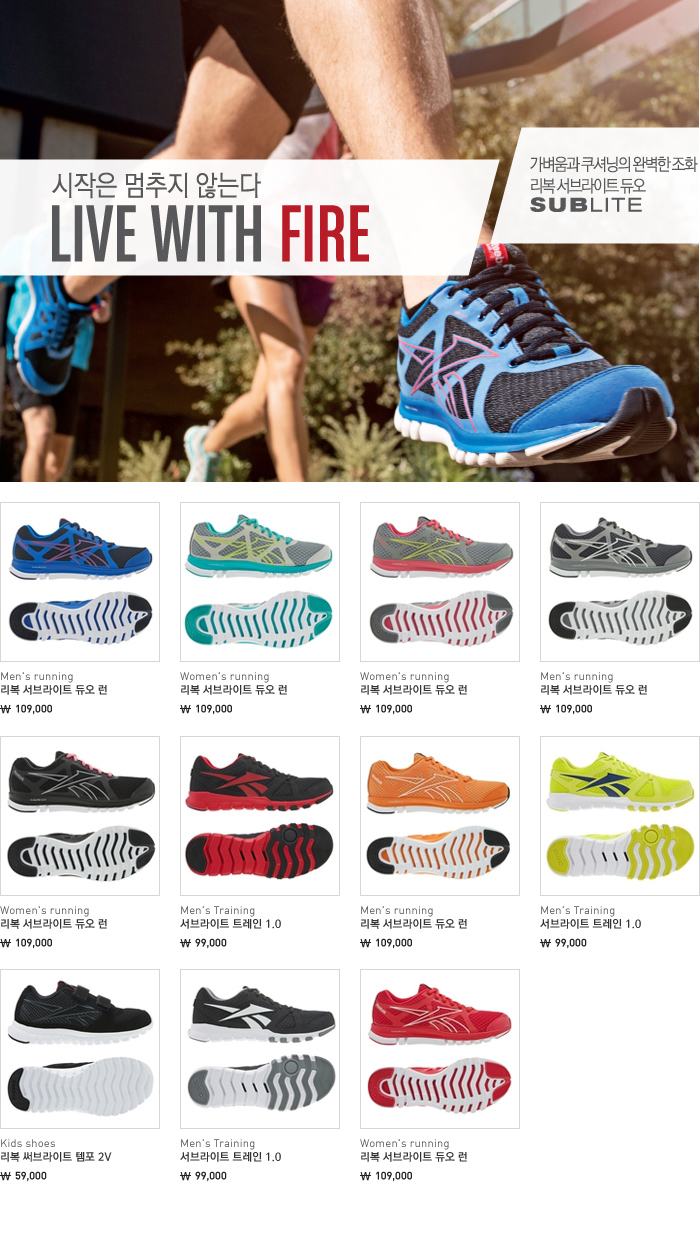 시작은 멈추지 않는다
LIVE WITH FIRE
가벼움과 쿠셔닝의 완벽한 조화
리복 서브라이트 듀오
SUBLITE
Men's running
리복 서브라이트 듀오 런
₩ 109,000
Women's running
리복 서브라이트 듀오 런
₩ 109,000
Women's running
리복 서브라이트 듀오 런
₩ 109,000
Men's running
리복 서브라이트 듀오 런
₩ 109,000
Women's running
리복 서브라이트 듀오 런
₩ 109,000
Men's Training
서브라이트 트레인 1.0
₩ 99,000
Men's running
리복 서브라이트 듀오 런
₩ 109,000
Men's Training
서브라이트 트레인 1.0
₩ 99,000
Kids shoes
리복 써브라이트 템포 2V
₩ 59,000
Men's Training
서브라이트 트레인 1.0
₩ 99,000
Women's running
리복 서브라이트 듀오 런
₩ 109,000